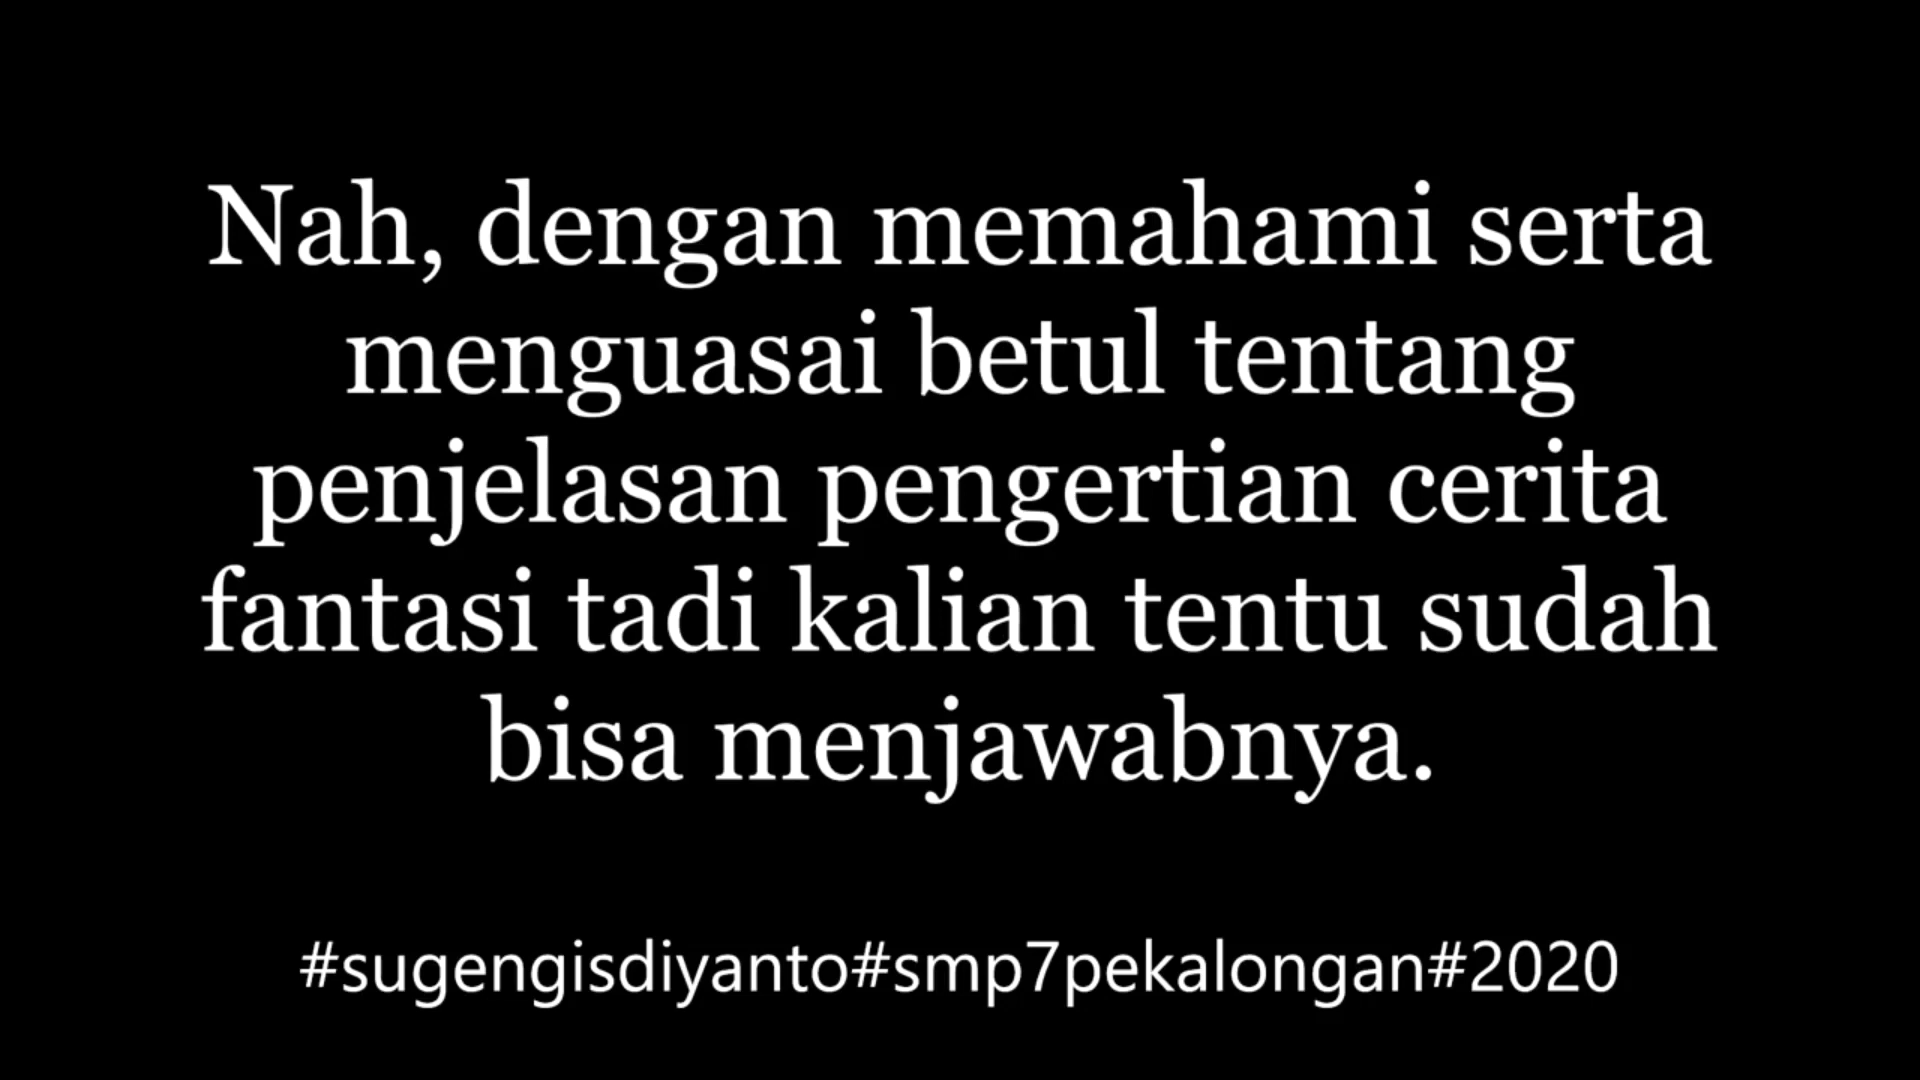 Nah, dengan memahami serta
menguasai betul tentang
penjelasan pengertian cerita
fantasi tadi kalian tentu sudah
bisa menjawabnya.
#sugengisdiyanto#smp7pekalongan#2020